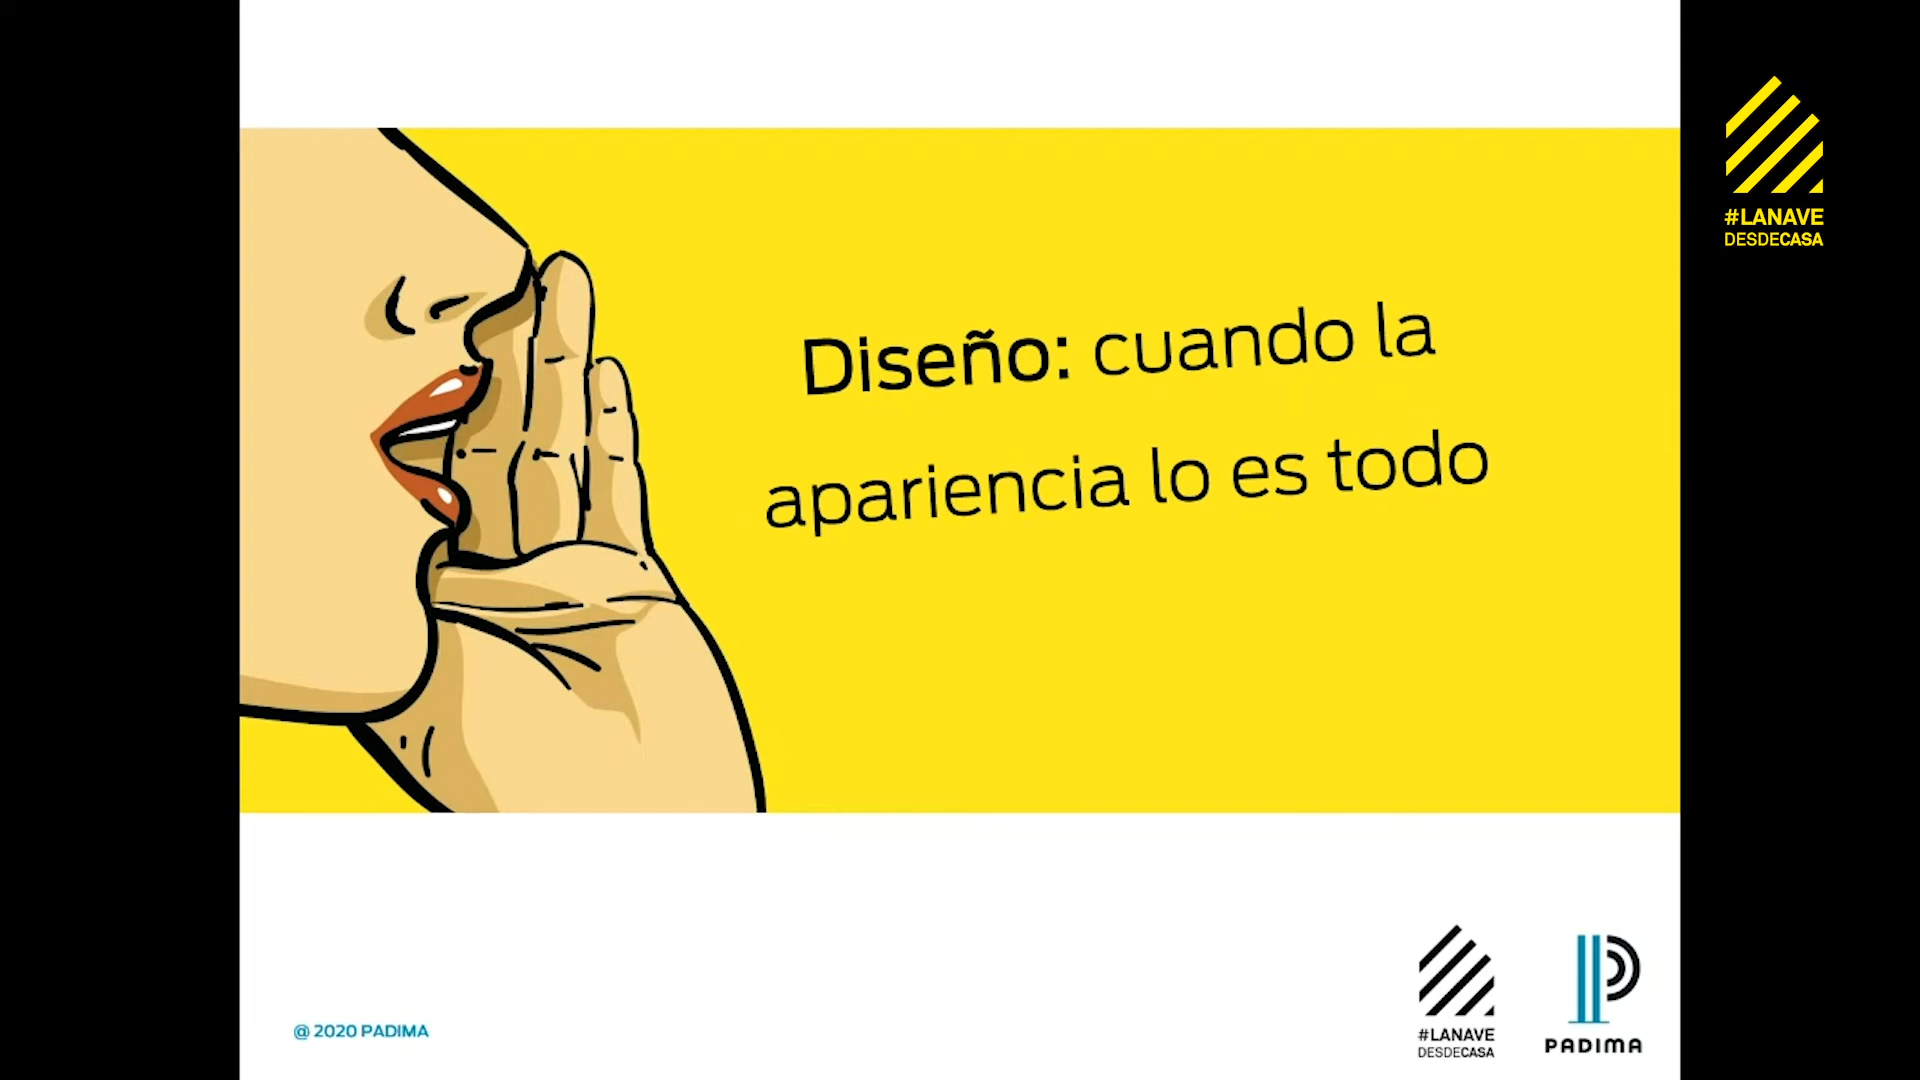 #LANAVE
DESDECASA
Diseño: cuando la
apariencia lo es todo
@ 2020 PADIMA
#LANAVE
DESDECASA
PADIMA